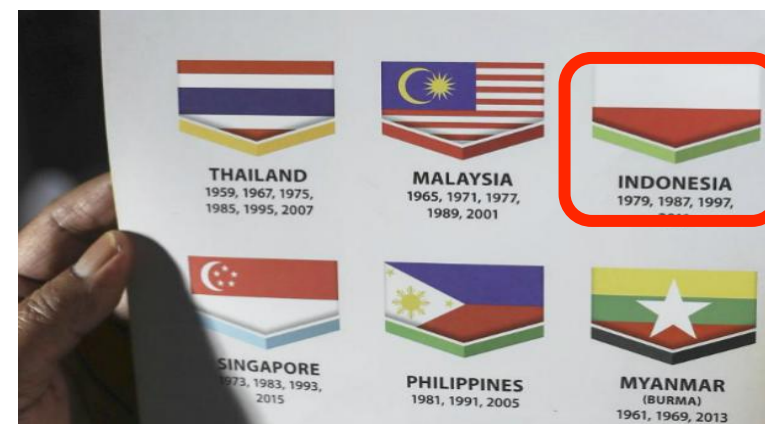 THAILAND
1959, 1967, 1975,
1985, 1995, 2007
MALAYSIA
1965, 1971, 1977,
1989, 2001
INDONESIA
1979, 1987, 1997,
SINGAPORE
1973, 1983, 1993,
2015
PHILIPPINES
1981, 1991, 2005
MYANMAR
(BURMA)
1961, 1969, 2013